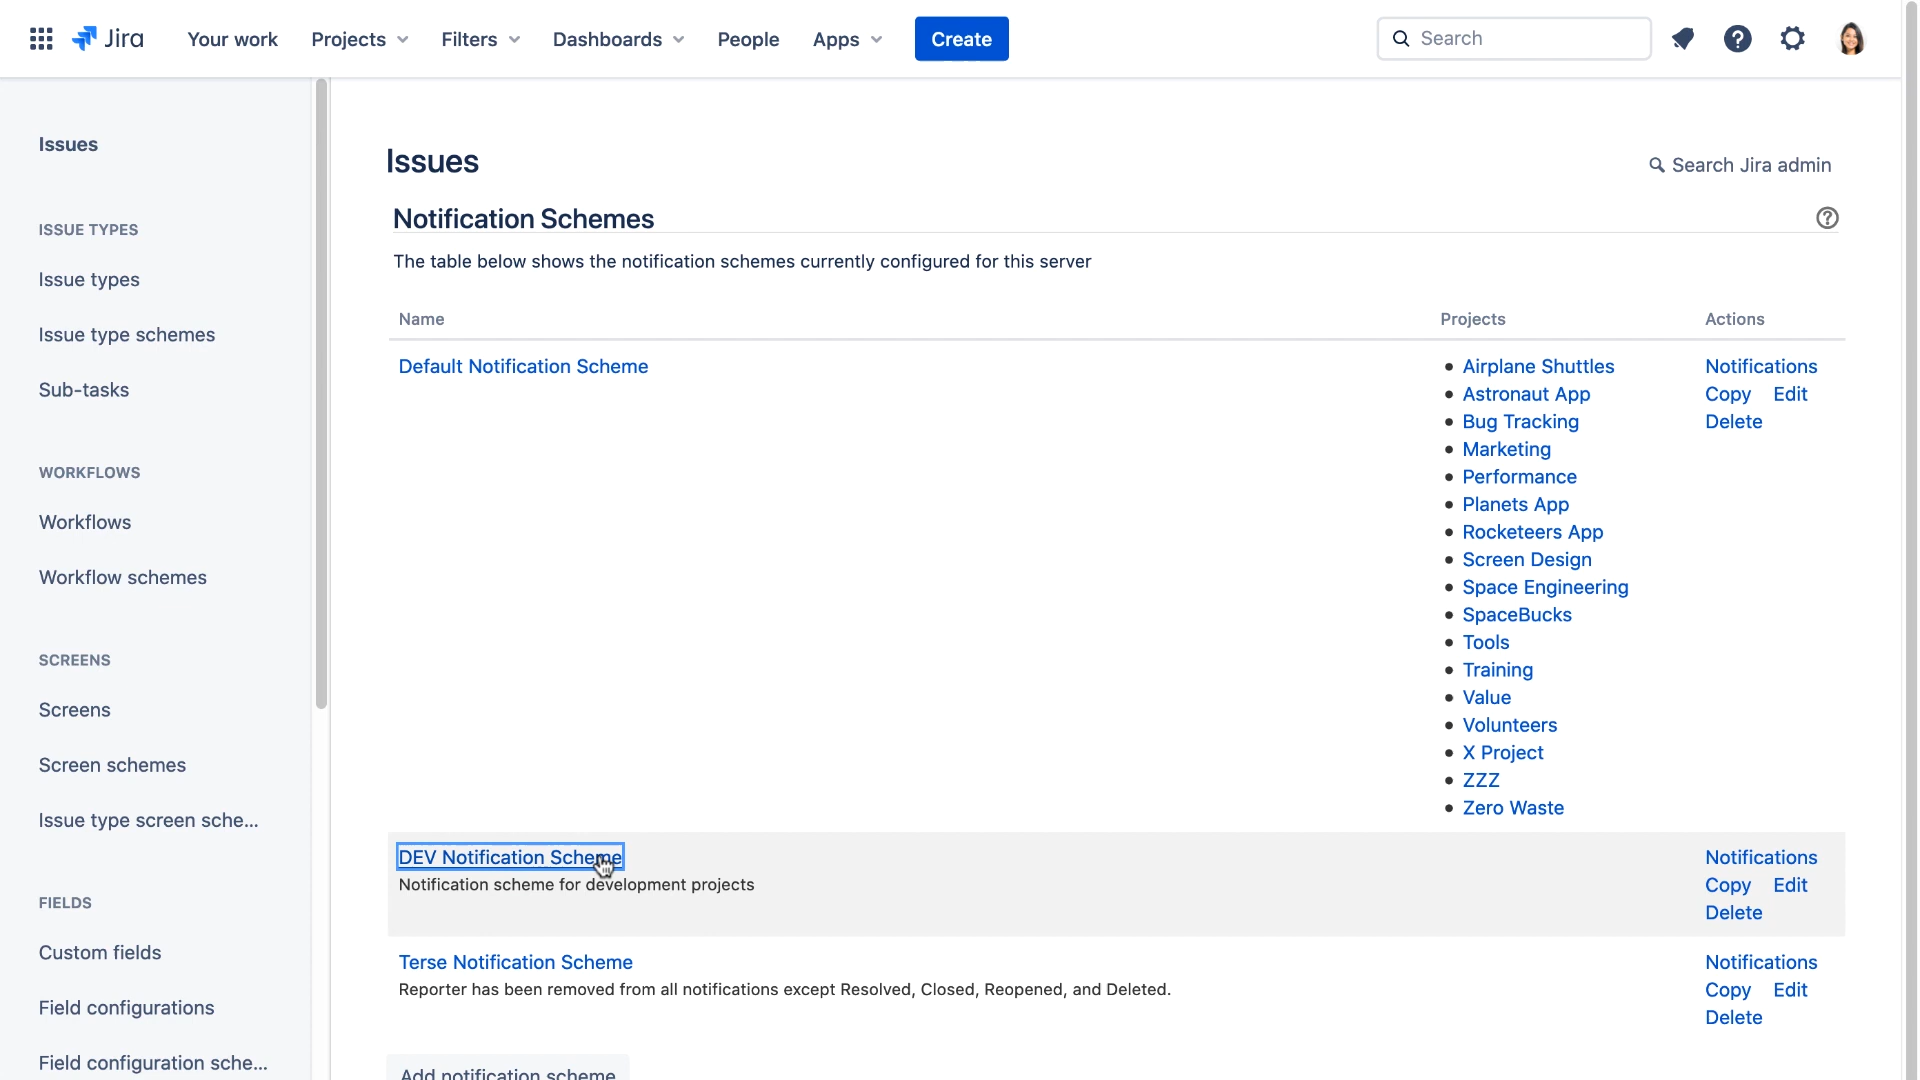 Jira Your work Projects Filters Dashboards People Apps Create Search
Issues
ISSUE TYPES
Issue types
Issue type schemes
Sub-tasks
WORKFLOWS
Workflows
Workflow schemes
SCREENS
Screens
Screen schemes
Issue type screen sche...
FIELDS
Custom fields
Field configurations
Field configuration sche...
Issues
Search Jira admin
Notification Schemes
The table below shows the notification schemes currently configured for this server
Name Projects Actions
Default Notification Scheme
• Airplane Shuttles
• Astronaut App
• Bug Tracking
• Marketing
• Performance
• Planets App
• Rocketeers App
• Screen Design
• Space Engineering
• SpaceBucks
• Tools
• Training
• Value
• Volunteers
• X Project
• ZZZ
• Zero Waste
Notifications
Copy Edit
Delete
DEV Notification Scheme
Notification scheme for development projects
Notifications
Copy Edit
Delete
Terse Notification Scheme
Reporter has been removed from all notifications except Resolved, Closed, Reopened, and Deleted.
Notifications
Copy Edit
Delete
Add notification scheme